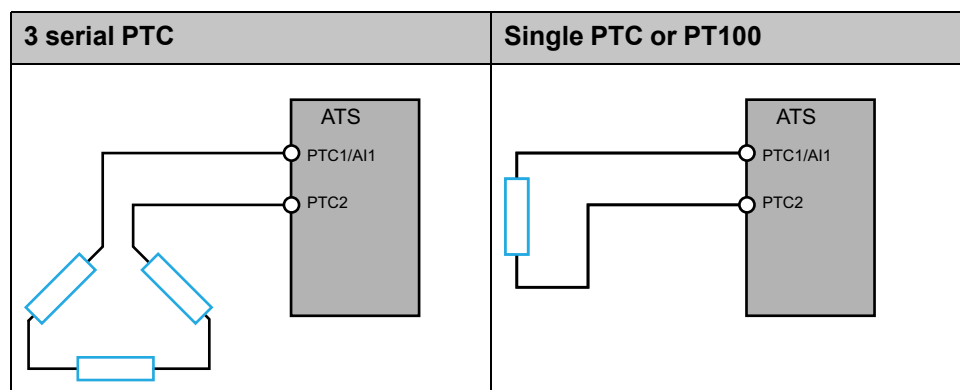 3 serial PTC
Single PTC or PT100
ATS
PTC1/AI1
PTC2
ATS
PTC1/AI1
PTC2